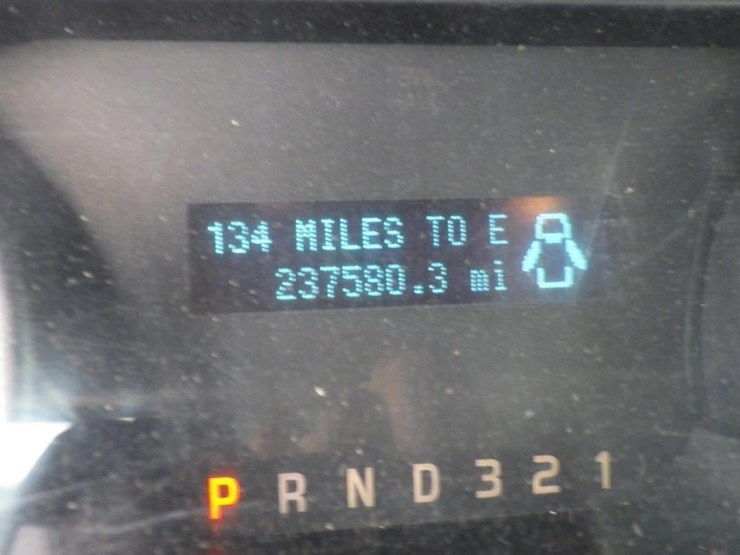 134 MILES TO E
237580.3 mi
P R N D 3 2 1